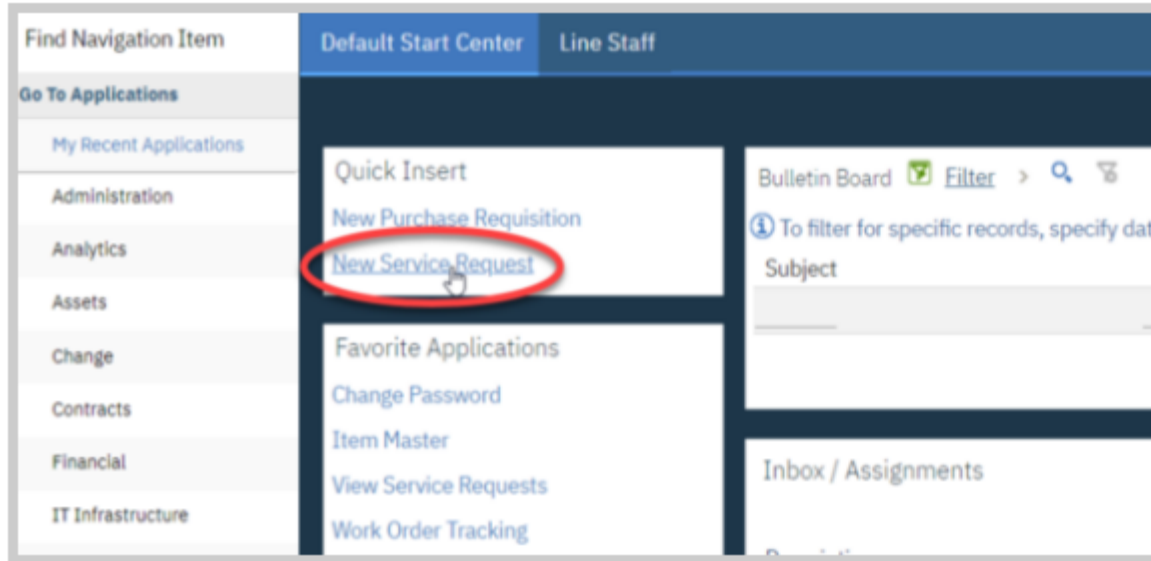 Find Navigation Item
Default Start Center
Line Staff
Go To Applications
My Recent Applications
Administration
Analytics
Assets
Change
Contracts
Financial
IT Infrastructure
Quick Insert
New Purchase Requisition
New Service Request
Favorite Applications
Change Password
Item Master
View Service Requests
Work Order Tracking
Bulletin Board Filter >
To filter for specific records, specify dat
Subject
Inbox / Assignments